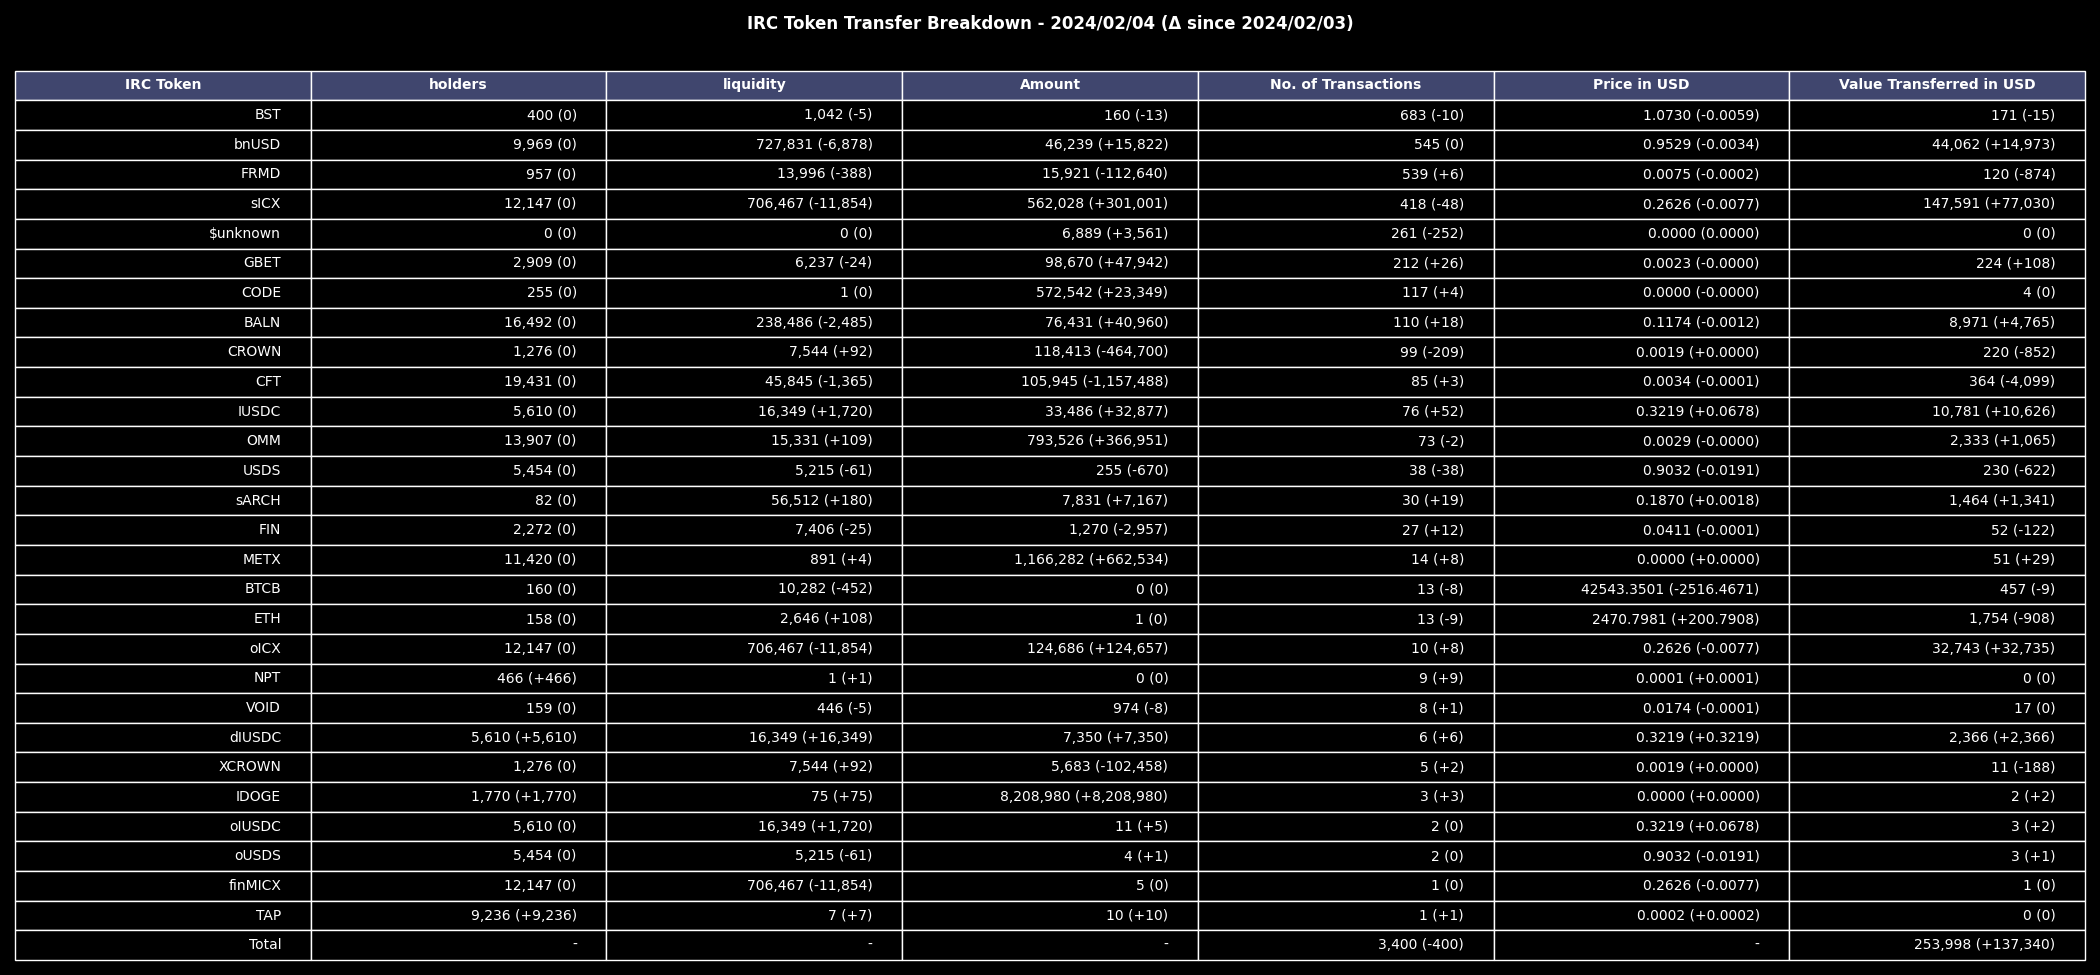 IRC Token Transfer Breakdown - 2024/02/04 (Δ since 2024/02/03)
IRC Token holders liquidity Amount No. of Transactions Price in USD Value Transferred in USD
BST 400 (0) 1,042 (-5) 160 (-13) 683 (-10) 1.0730 (-0.0059) 171 (-15)
bnUSD 9,969 (0) 727,831 (-6,878) 46,239 (+15,822) 545 (0) 0.9529 (-0.0034) 44,062 (+14,973)
FRMD 957 (0) 13,996 (-388) 15,921 (-112,640) 539 (+6) 0.0075 (-0.0002) 120 (-874)
sICX 12,147 (0) 706,467 (-11,854) 562,028 (+301,001) 418 (-48) 0.2626 (-0.0077) 147,591 (+77,030)
$unknown 0 (0) 0 (0) 6,889 (+3,561) 261 (-252) 0.0000 (0.0000) 0 (0)
GBET 2,909 (0) 6,237 (-24) 98,670 (+47,942) 212 (+26) 0.0023 (-0.0000) 224 (+108)
CODE 255 (0) 1 (0) 572,542 (+23,349) 117 (+4) 0.0000 (-0.0000) 4 (0)
BALN 16,492 (0) 238,486 (-2,485) 76,431 (+40,960) 110 (+18) 0.1174 (-0.0012) 8,971 (+4,765)
CROWN 1,276 (0) 7,544 (+92) 118,413 (-464,700) 99 (-209) 0.0019 (+0.0000) 220 (-852)
CFT 19,431 (0) 45,845 (-1,365) 105,945 (-1,157,488) 85 (+3) 0.0034 (-0.0001) 364 (-4,099)
IUSDC 5,610 (0) 16,349 (+1,720) 33,486 (+32,877) 76 (+52) 0.3219 (+0.0678) 10,781 (+10,626)
OMM 13,907 (0) 15,331 (+109) 793,526 (+366,951) 73 (-2) 0.0029 (-0.0000) 2,333 (+1,065)
USDS 5,454 (0) 5,215 (-61) 255 (-670) 38 (-38) 0.9032 (-0.0191) 230 (-622)
sARCH 82 (0) 56,512 (+180) 7,831 (+7,167) 30 (+19) 0.1870 (+0.0018) 1,464 (+1,341)
FIN 2,272 (0) 7,406 (-25) 1,270 (-2,957) 27 (+12) 0.0411 (-0.0001) 52 (-122)
METX 11,420 (0) 891 (+4) 1,166,282 (+662,534) 14 (+8) 0.0000 (+0.0000) 51 (+29)
BTCB 160 (0) 10,282 (-452) 0 (0) 13 (-8) 42543.3501 (-2516.4671) 457 (-9)
ETH 158 (0) 2,646 (+108) 1 (0) 13 (-9) 2470.7981 (+200.7908) 1,754 (-908)
oICX 12,147 (0) 706,467 (-11,854) 124,686 (+124,657) 10 (+8) 0.2626 (-0.0077) 32,743 (+32,735)
NPT 466 (+466) 1 (+1) 0 (0) 9 (+9) 0.0001 (+0.0001) 0 (0)
VOID 159 (0) 446 (-5) 974 (-8) 8 (+1) 0.0174 (-0.0001) 17 (0)
dIUSDC 5,610 (+5,610) 16,349 (+16,349) 7,350 (+7,350) 6 (+6) 0.3219 (+0.3219) 2,366 (+2,366)
XCROWN 1,276 (0) 7,544 (+92) 5,683 (-102,458) 5 (+2) 0.0019 (+0.0000) 11 (-188)
IDOGE 1,770 (+1,770) 75 (+75) 8,208,980 (+8,208,980) 3 (+3) 0.0000 (+0.0000) 2 (+2)
oIUSDC 5,610 (0) 16,349 (+1,720) 11 (+5) 2 (0) 0.3219 (+0.0678) 3 (+2)
oUSDS 5,454 (0) 5,215 (-61) 4 (+1) 2 (0) 0.9032 (-0.0191) 3 (+1)
finMICX 12,147 (0) 706,467 (-11,854) 5 (0) 1 (0) 0.2626 (-0.0077) 1 (0)
TAP 9,236 (+9,236) 7 (+7) 10 (+10) 1 (+1) 0.0002 (+0.0002) 0 (0)
Total - - - 3,400 (-400) - 253,998 (+137,340)